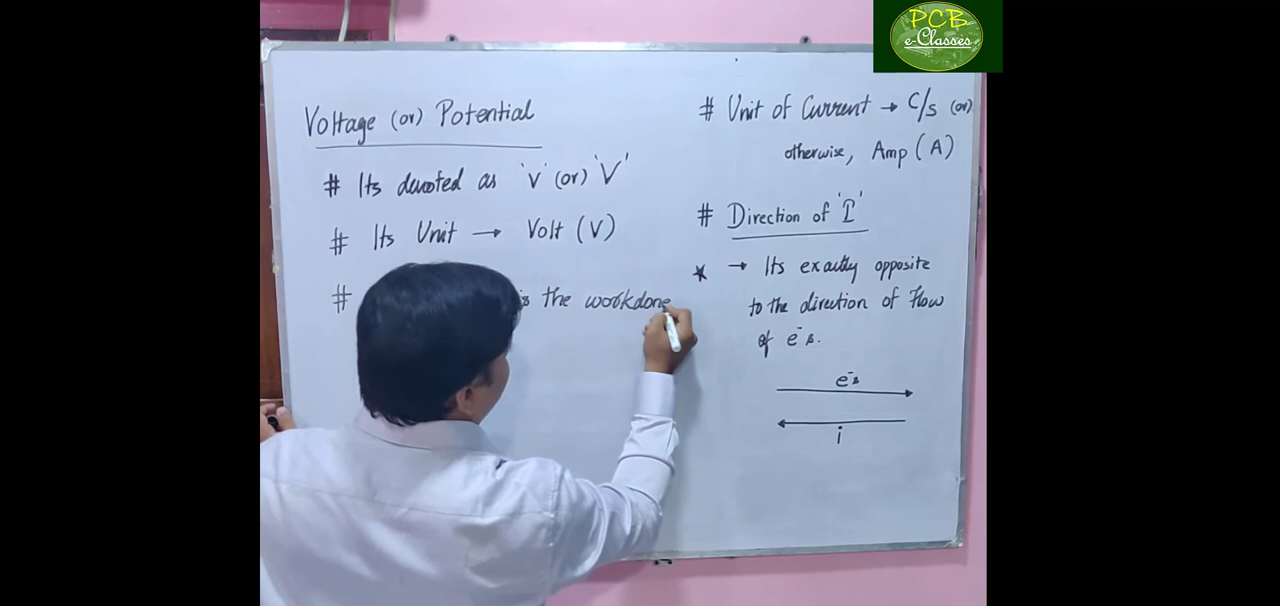 PCB
e-Classes
Voltage (or) Potential
# Its denoted as 'v' (or) 'V'
# Its Unit → Volt (V)
# is the workdone
# Unit of Current → C/s (or)
otherwise, Amp (A)
# Direction of 'I'
* → Its exactly opposite
to the direction of flow
of e⁻s.
e⁻s
i